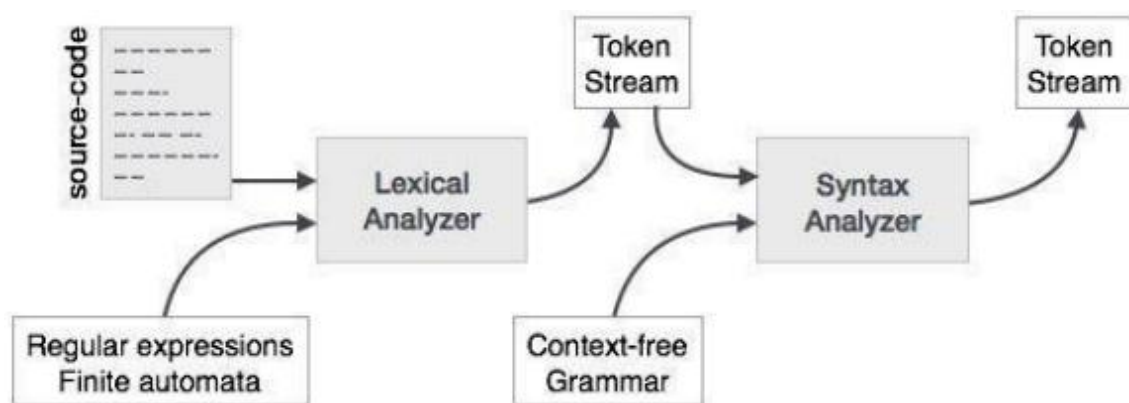 source-code
Token
Stream
Token
Stream
Lexical
Analyzer
Syntax
Analyzer
Regular expressions
Finite automata
Context-free
Grammar